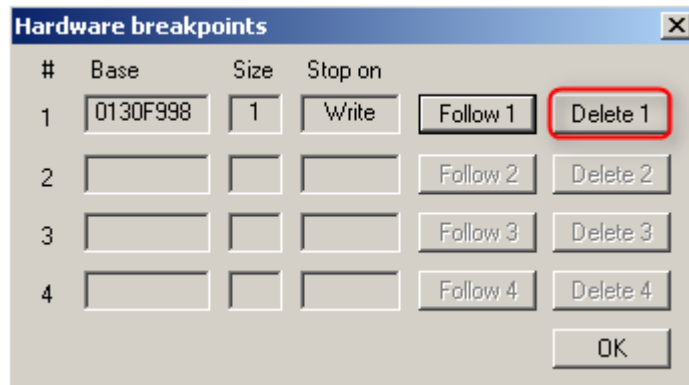 Hardware breakpoints
# Base Size Stop on
1 0130F998 1 Write Follow 1 Delete 1
2 Follow 2 Delete 2
3 Follow 3 Delete 3
4 Follow 4 Delete 4
OK